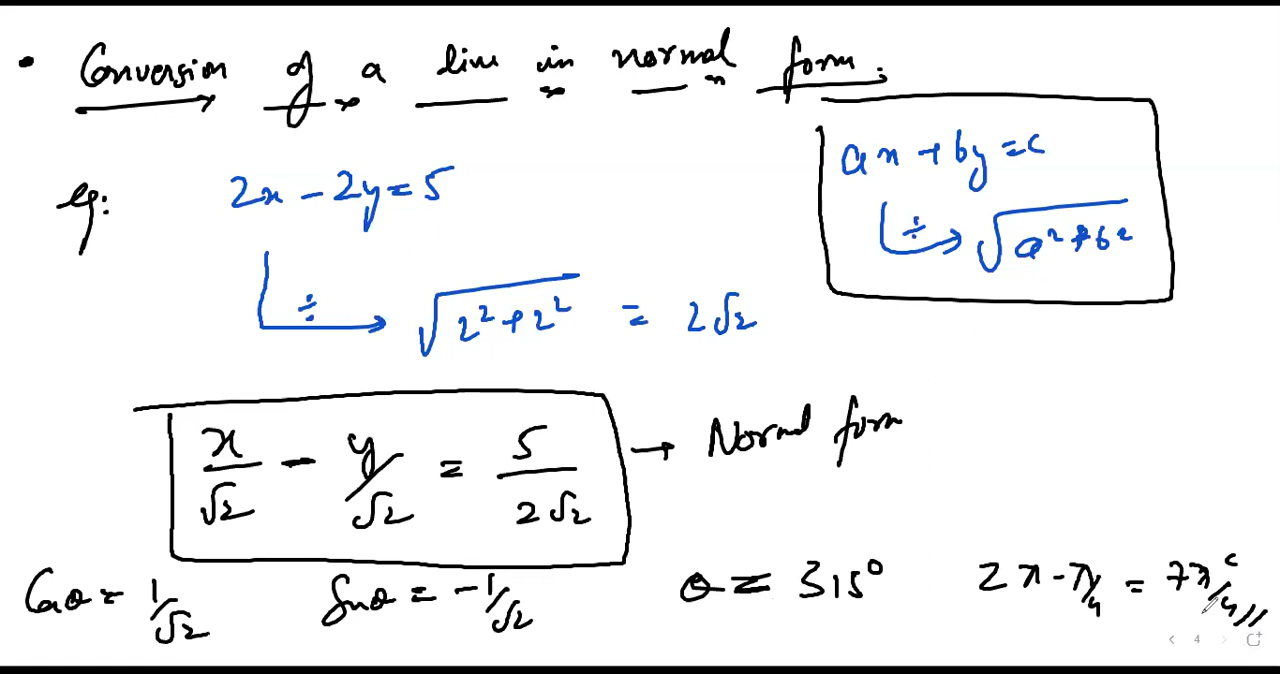 • Conversion of a line in normal form.
ax + by = c
÷ √a² + b²
eg: 2x - 2y = 5
÷ √2² + 2² = 2√2
x/√2 - y/√2 = 5/2√2 → Normal form
Cosθ = 1/√2 Sinθ = -1/√2 θ = 315° 2π - π/4 = 7π/4 c //
< 4 >